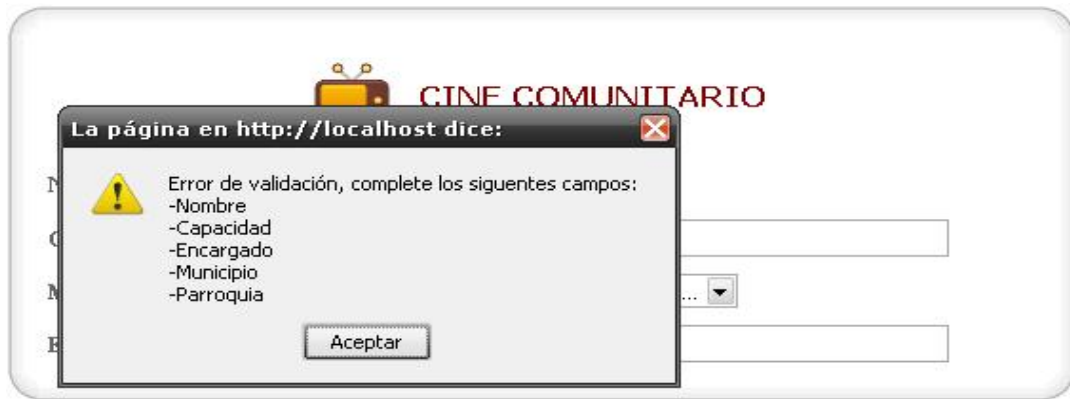 CINE COMUNITARIO
La página en http://localhost dice:
Error de validación, complete los siguentes campos:
-Nombre
-Capacidad
-Encargado
-Municipio
-Parroquia
...
Aceptar